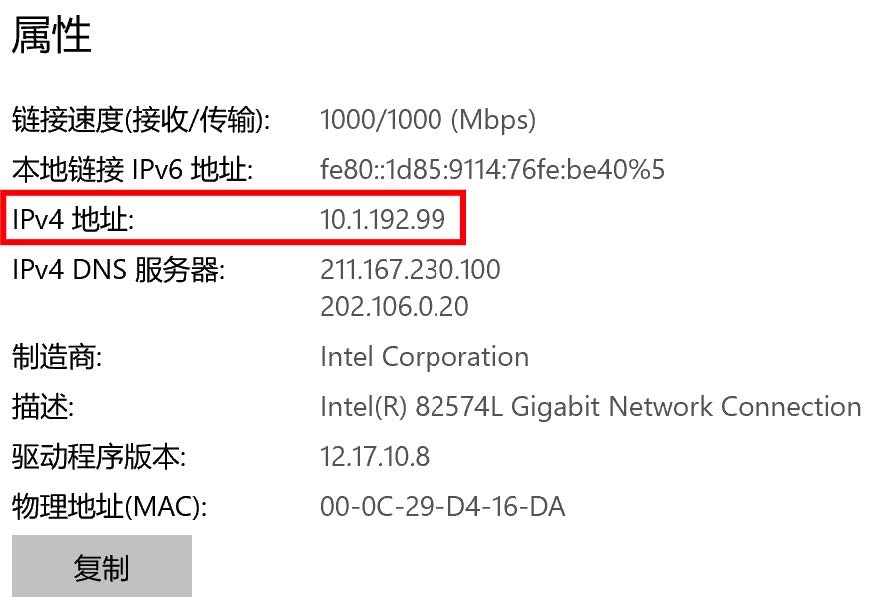 属性
链接速度(接收/传输): 1000/1000 (Mbps)
本地链接 IPv6 地址: fe80::1d85:9114:76fe:be40%5
IPv4 地址: 10.1.192.99
IPv4 DNS 服务器: 211.167.230.100
202.106.0.20
制造商: Intel Corporation
描述: Intel(R) 82574L Gigabit Network Connection
驱动程序版本: 12.17.10.8
物理地址(MAC): 00-0C-29-D4-16-DA
复制